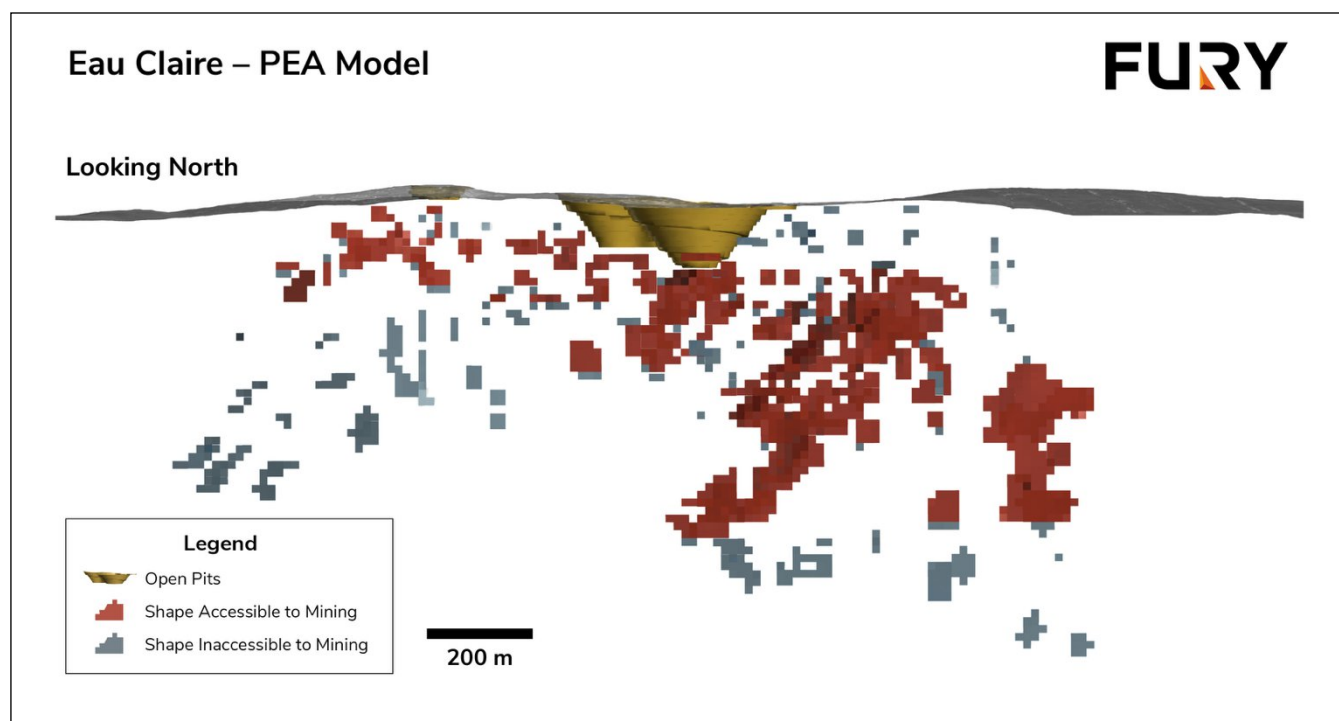 Eau Claire – PEA Model
FURY
Looking North
Legend
Open Pits
Shape Accessible to Mining
Shape Inaccessible to Mining
200 m